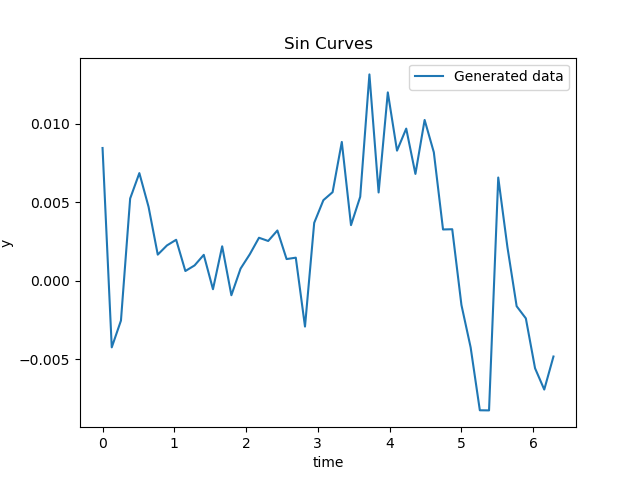 Sin Curves
Generated data
0.010
0.005
0.000
−0.005
y
0 1 2 3 4 5 6
time